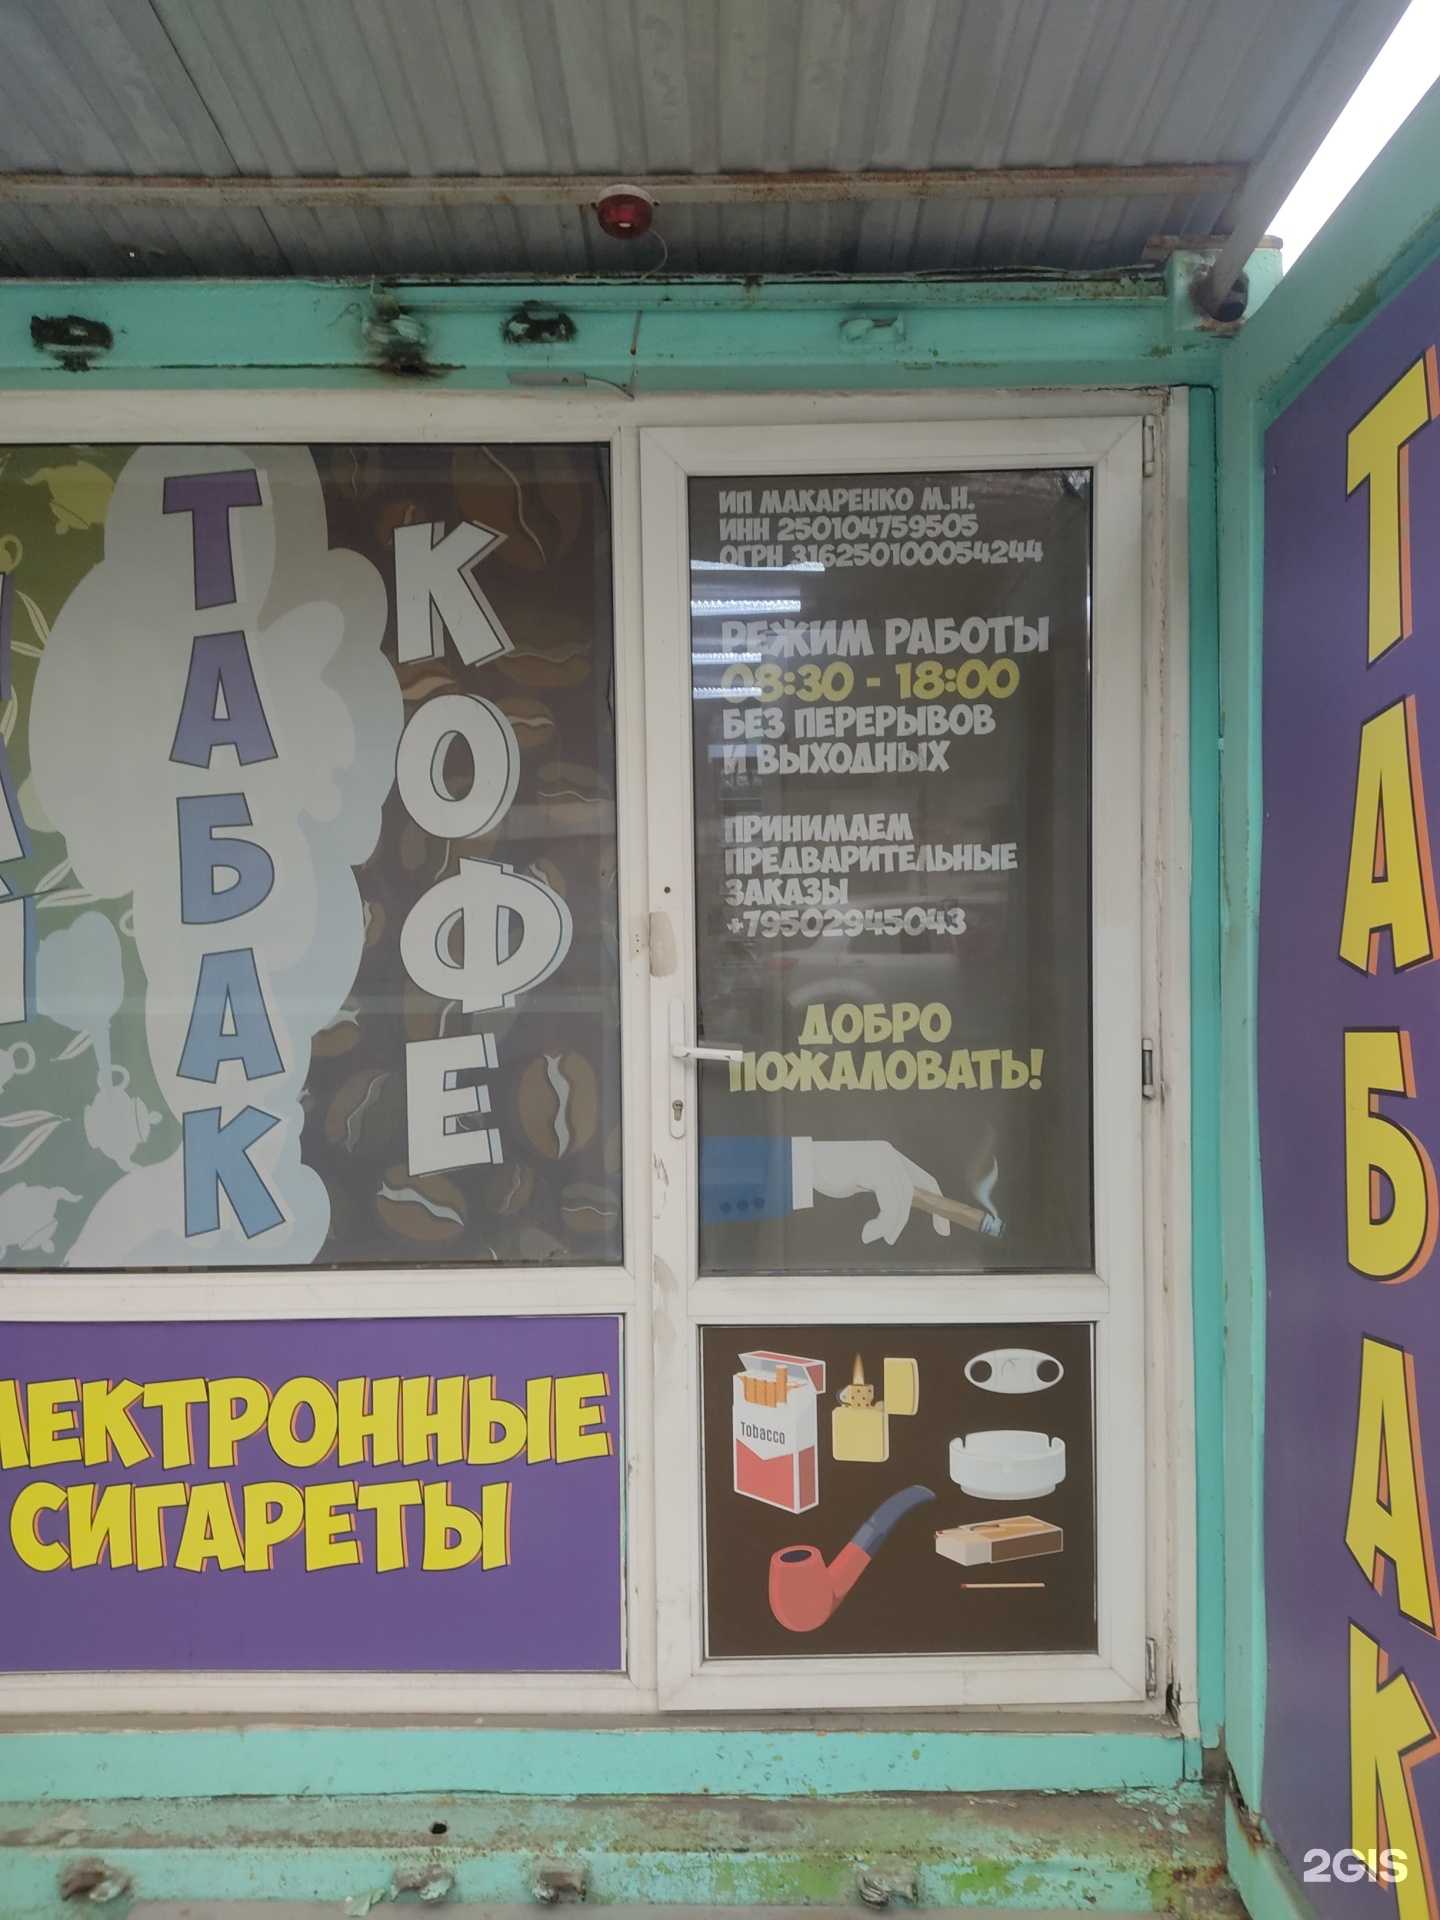 ТАБАК
КОФЕ
ИП МАКАРЕНКО М.Н.
ИНН 250104759505
ОГРН 316250100054244
РЕЖИМ РАБОТЫ
08:30 - 18:00
БЕЗ ПЕРЕРЫВОВ
И ВЫХОДНЫХ
ПРИНИМАЕМ
ПРЕДВАРИТЕЛЬНЫЕ
ЗАКАЗЫ
+79502945043
ДОБРО
ПОЖАЛОВАТЬ!
ЛЕКТРОННЫЕ
СИГАРЕТЫ
Tobacco
ТАБАК
2GIS